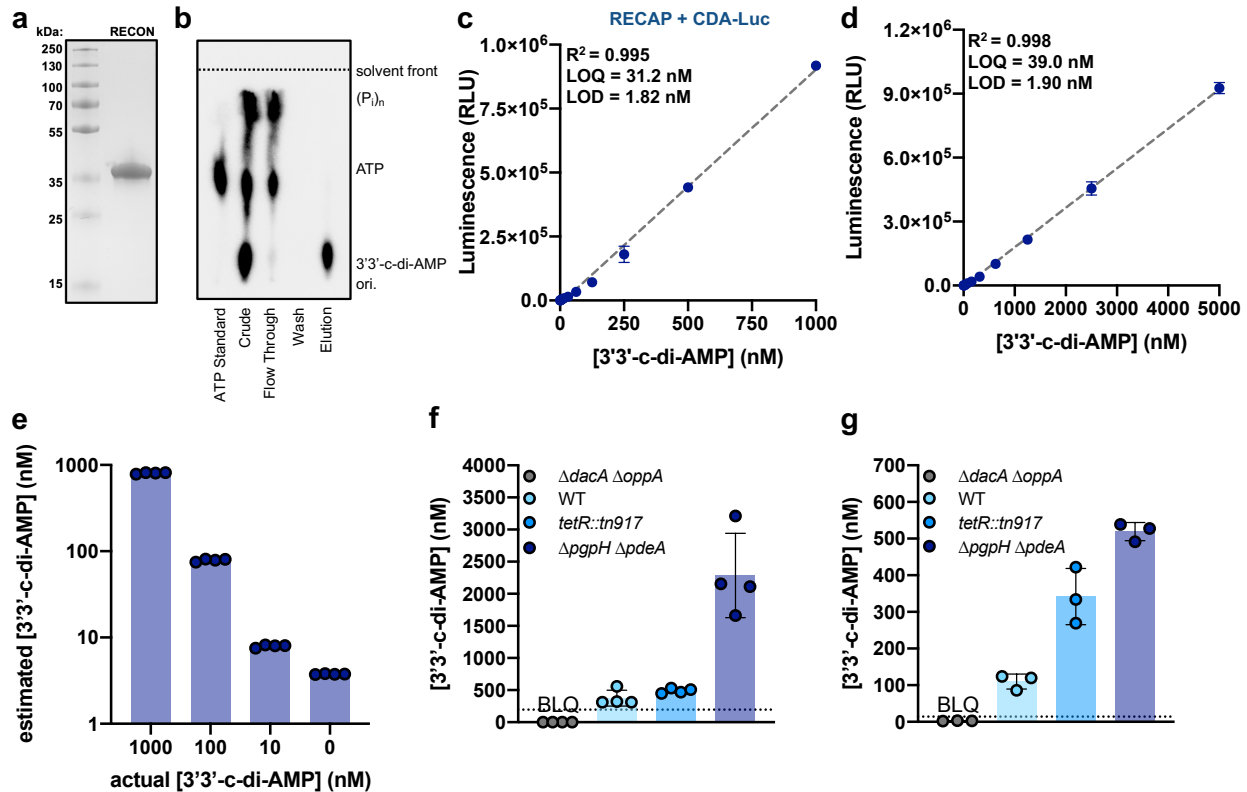 a
kDa:
RECON
250
130
100
70
55
35
25
15
b
solvent front
(Pi)n
ATP
3'3'-c-di-AMP
ori.
ATP Standard
Crude
Flow Through
Wash
Elution
RECAP + CDA-Luc
c
R² = 0.995
LOQ = 31.2 nM
LOD = 1.82 nM
Luminescence (RLU)
1.0×10⁶
7.5×10⁵
5.0×10⁵
2.5×10⁵
0.0
0 250 500 750 1000
[3'3'-c-di-AMP] (nM)
d
R² = 0.998
LOQ = 39.0 nM
LOD = 1.90 nM
Luminescence (RLU)
1.2×10⁶
9.0×10⁵
6.0×10⁵
3.0×10⁵
0.0
0 1000 2000 3000 4000 5000
[3'3'-c-di-AMP] (nM)
e
estimated [3'3'-c-di-AMP] (nM)
1000
100
10
1
1000 100 10 0
actual [3'3'-c-di-AMP] (nM)
f
[3'3'-c-di-AMP] (nM)
4000
3500
3000
2500
2000
1500
1000
500
0
ΔdacA ΔoppA
WT
tetR::tn917
ΔpgpH ΔpdeA
BLQ
g
[3'3'-c-di-AMP] (nM)
700
600
500
400
300
200
100
0
ΔdacA ΔoppA
WT
tetR::tn917
ΔpgpH ΔpdeA
BLQ